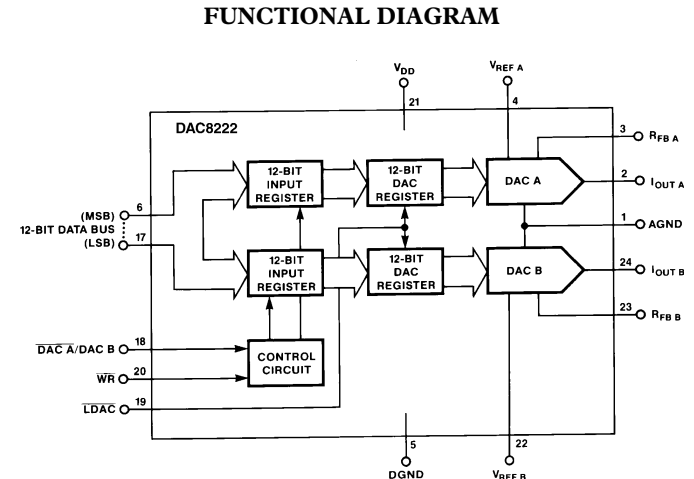 FUNCTIONAL DIAGRAM
VDD
VREF A
21
4
DAC8222
3
RFB A
12-BIT
INPUT
REGISTER
12-BIT
DAC
REGISTER
DAC A
2
IOUT A
6
(MSB)
12-BIT DATA BUS
(LSB)
17
1
AGND
12-BIT
INPUT
REGISTER
12-BIT
DAC
REGISTER
DAC B
24
IOUT B
23
RFB B
DAC A/DAC B
18
CONTROL
CIRCUIT
WR
20
LDAC
19
5
22
DGND
VREF B